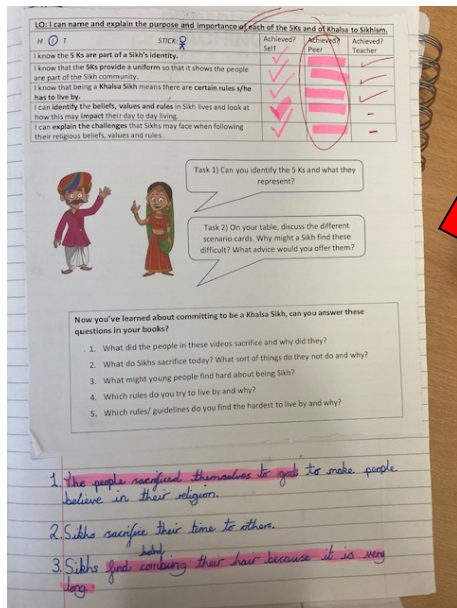 LO: I can name and explain the purpose and importance of each of the 5Ks and of Khalsa to Sikhism.
H I T STICK:
Achieved? Self
Achieved? Peer
Achieved? Teacher
I know the 5 Ks are part of a Sikh's identity.
I know that the 5Ks provide a uniform so that it shows the people
are part of the Sikh community.
I know that being a Khalsa Sikh means there are certain rules s/he
has to live by.
I can identify the beliefs, values and rules in Sikh lives and look at
how this may impact their day to day living.
I can explain the challenges that Sikhs may face when following
their religious beliefs, values and rules.
Task 1) Can you identify the 5 Ks and what they
represent?
Task 2) On your table, discuss the different
scenario cards. Why might a Sikh find these
difficult? What advice would you offer them?
Now you've learned about committing to be a Khalsa Sikh, can you answer these
questions in your books?
1. What did the people in these videos sacrifice and why did they?
2. What do Sikhs sacrifice today? What sort of things do they not do and why?
3. What might young people find hard about being Sikh?
4. Which rules do you try to live by and why?
5. Which rules/ guidelines do you find the hardest to live by and why?
1. The people sacrificed themselves to gods to make people
believe in their religion.
2. Sikhs sacrifice their time to others.
3. Sikhs find combing their hair because it is very
long